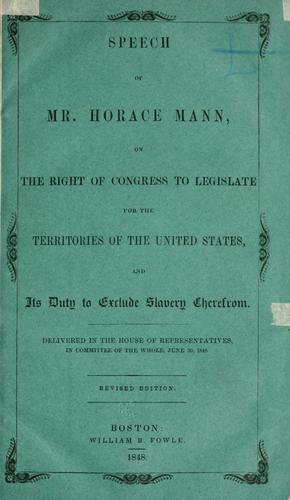 SPEECH
OF
MR. HORACE MANN,
ON
THE RIGHT OF CONGRESS TO LEGISLATE
FOR THE
TERRITORIES OF THE UNITED STATES,
AND
Its Duty to Exclude Slavery Therefrom.
DELIVERED IN THE HOUSE OF REPRESENTATIVES,
IN COMMITTEE OF THE WHOLE, JUNE 30, 1848.
REVISED EDITION.
BOSTON:
WILLIAM B. FOWLE.
1848.